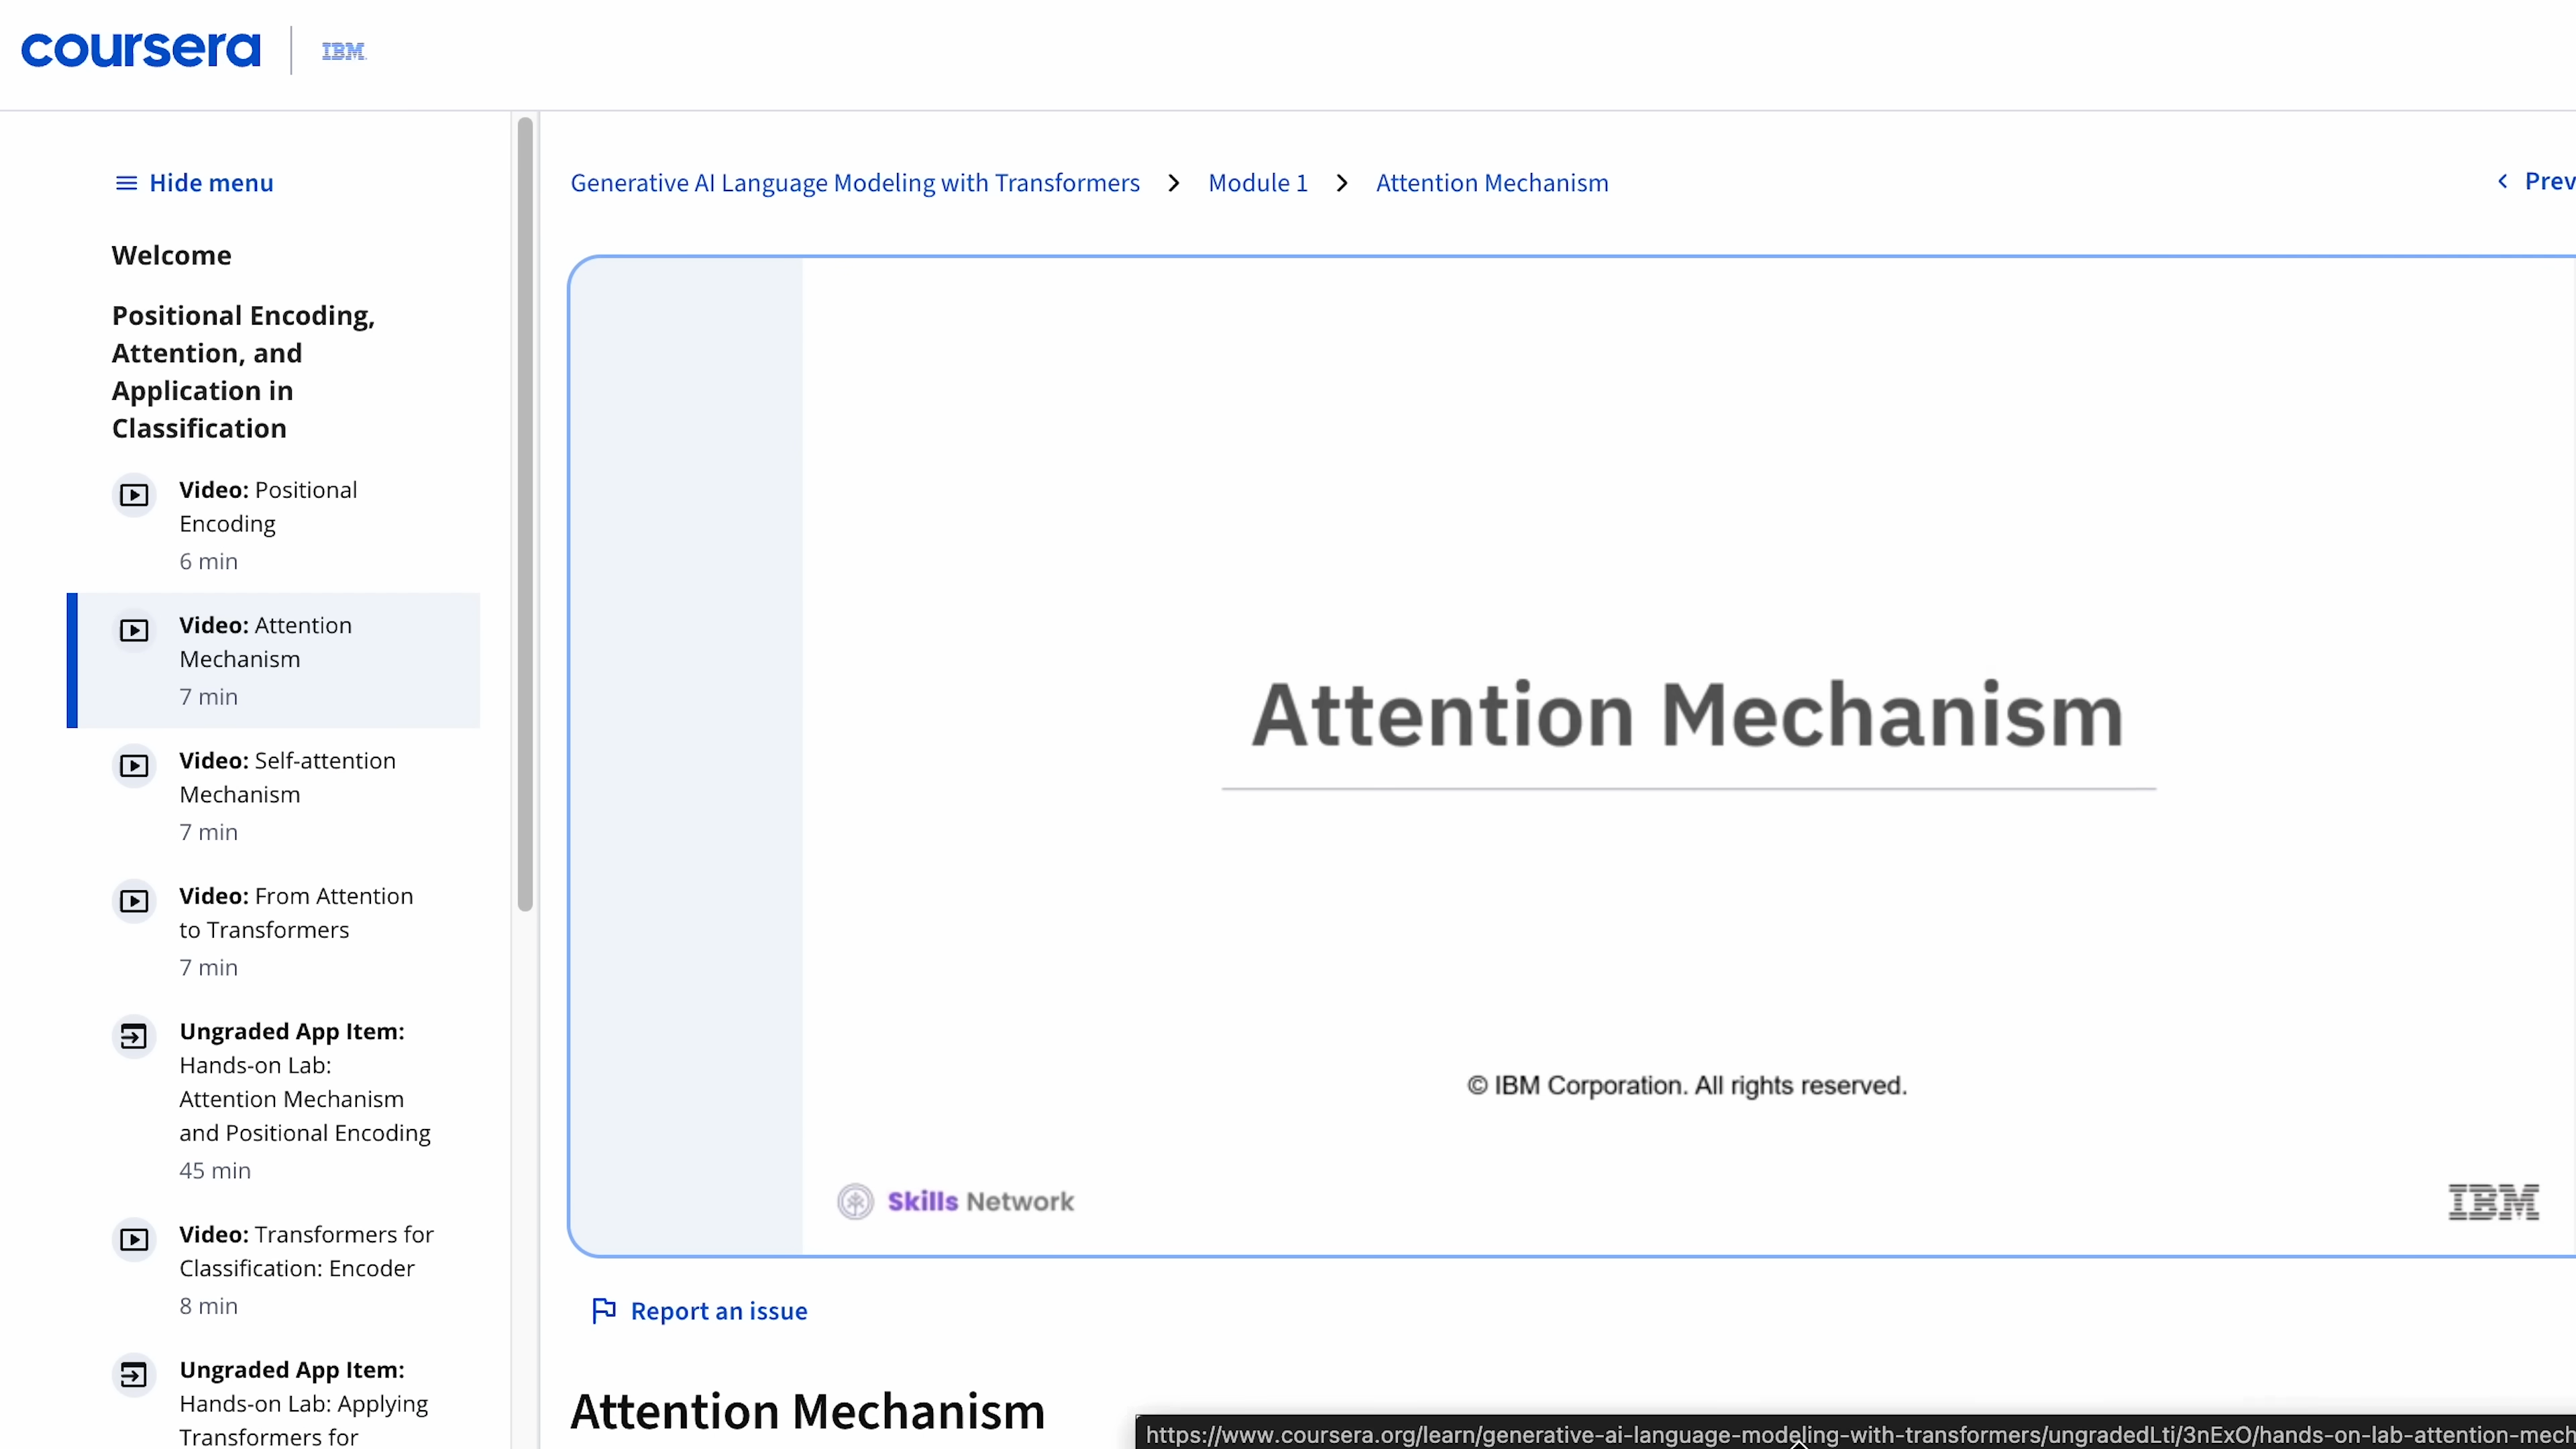 coursera
IBM
Hide menu
Generative AI Language Modeling with Transformers
Module 1
Attention Mechanism
Prev
Welcome
Positional Encoding,
Attention, and
Application in
Classification
Video: Positional
Encoding
6 min
Video: Attention
Mechanism
7 min
Video: Self-attention
Mechanism
7 min
Video: From Attention
to Transformers
7 min
Ungraded App Item:
Hands-on Lab:
Attention Mechanism
and Positional Encoding
45 min
Video: Transformers for
Classification: Encoder
8 min
Ungraded App Item:
Hands-on Lab: Applying
Transformers for
Attention Mechanism
© IBM Corporation. All rights reserved.
Skills Network
IBM
Report an issue
Attention Mechanism
https://www.coursera.org/learn/generative-ai-language-modeling-with-transformers/ungradedLti/3nExO/hands-on-lab-attention-mech